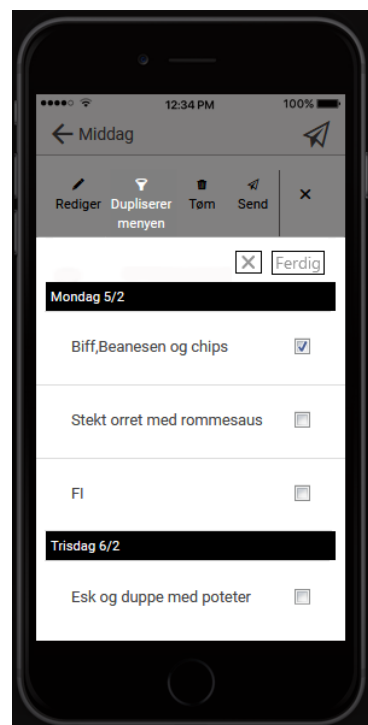 12:34 PM
100%
Middag
Rediger
Dupliserer
menyen
Tøm
Send
Ferdig
Mondag 5/2
Biff,Beanesen og chips
Stekt orret med rommesaus
FI
Trisdag 6/2
Esk og duppe med poteter